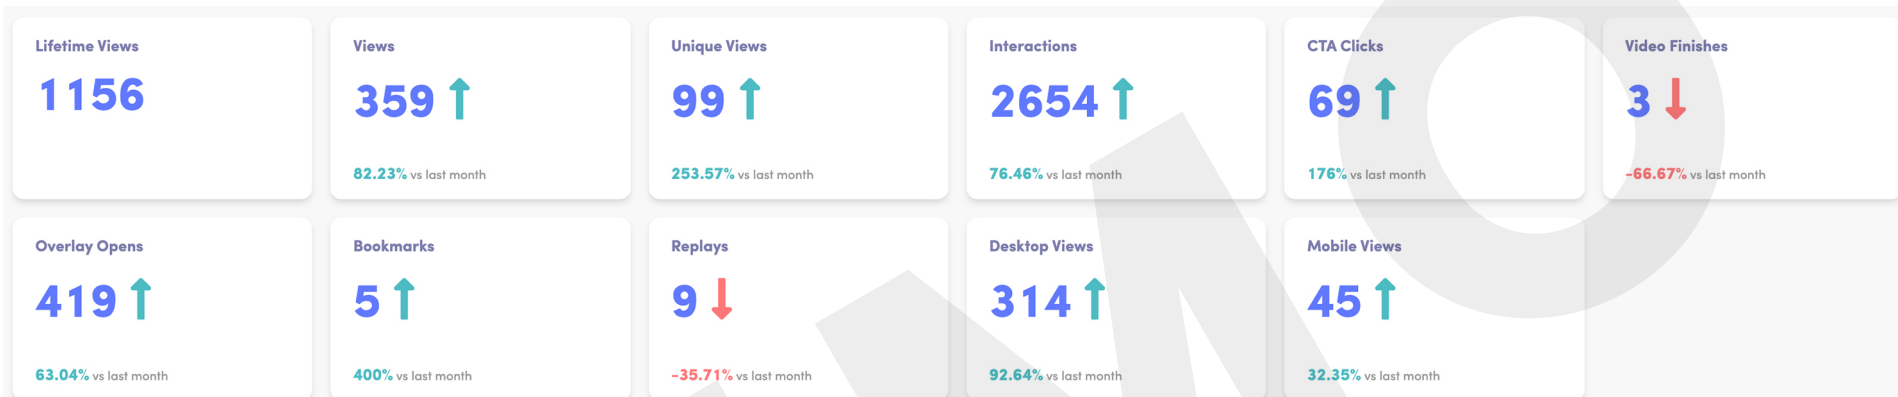 Lifetime Views
1156
Views
359
82.23% vs last month
Unique Views
99
253.57% vs last month
Interactions
2654
76.46% vs last month
CTA Clicks
69
176% vs last month
Video Finishes
3
-66.67% vs last month
Overlay Opens
419
63.04% vs last month
Bookmarks
5
400% vs last month
Replays
9
-35.71% vs last month
Desktop Views
314
92.64% vs last month
Mobile Views
45
32.35% vs last month